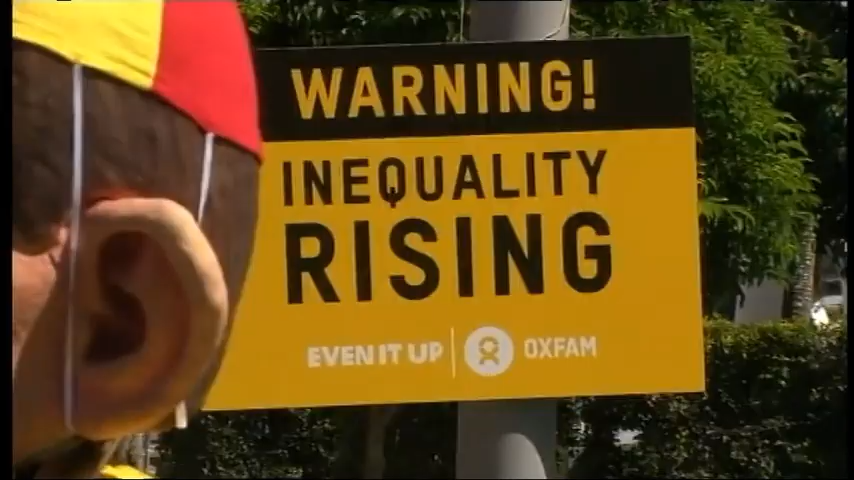 WARNING!
INEQUALITY
RISING
EVEN IT UP
OXFAM